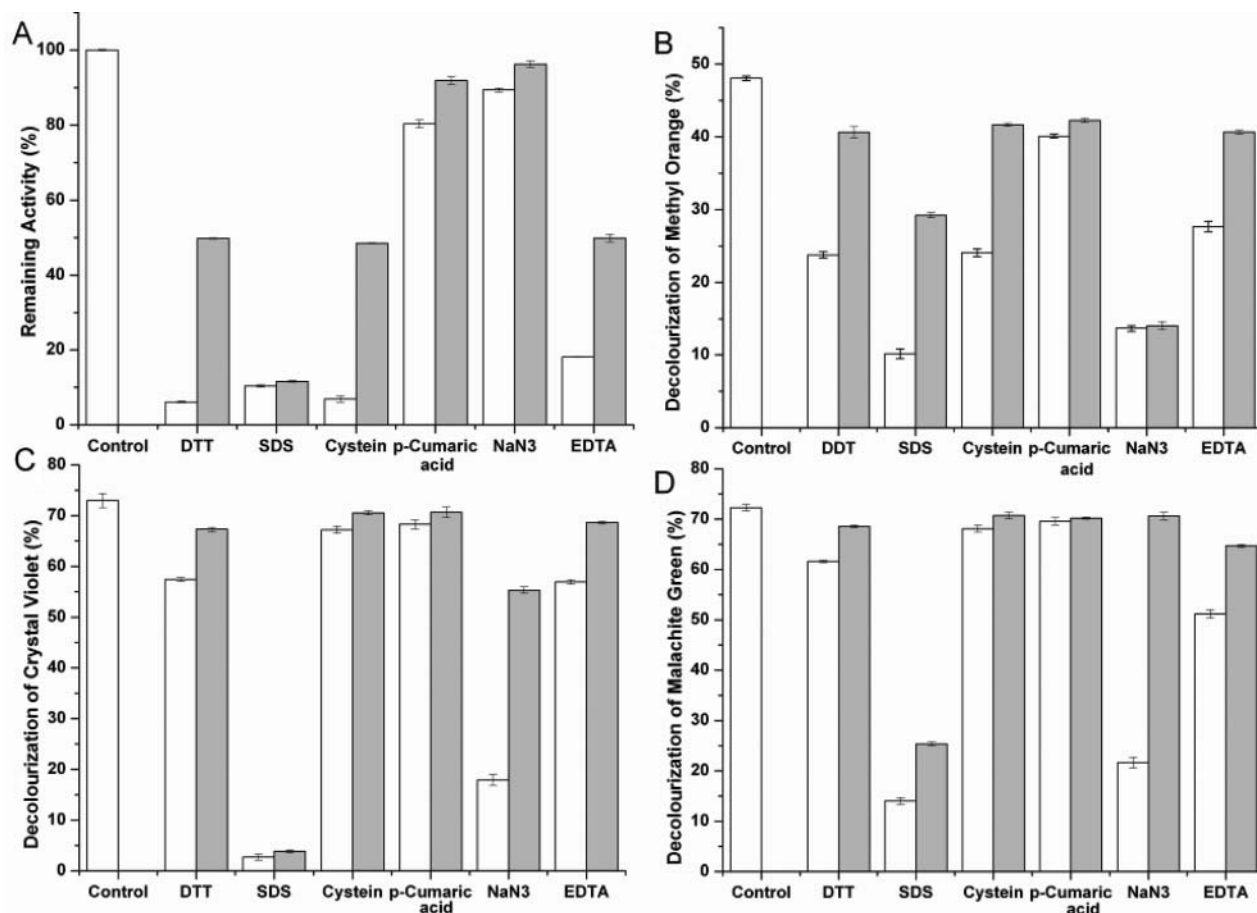 A
Remaining Activity (%)
100
80
60
40
20
0
Control DTT SDS Cystein p-Cumaric NaN3 EDTA
acid
B
Decolourization of Methyl Orange (%)
50
40
30
20
10
0
Control DDT SDS Cystein p-Cumaric NaN3 EDTA
acid
C
Decolourization of Crystal Violet (%)
80
70
60
50
40
30
20
10
0
Control DTT SDS Cystein p-Cumaric NaN3 EDTA
acid
D
Decolourization of Malachite Green (%)
80
70
60
50
40
30
20
10
0
Control DTT SDS Cystein p-Cumaric NaN3 EDTA
acid